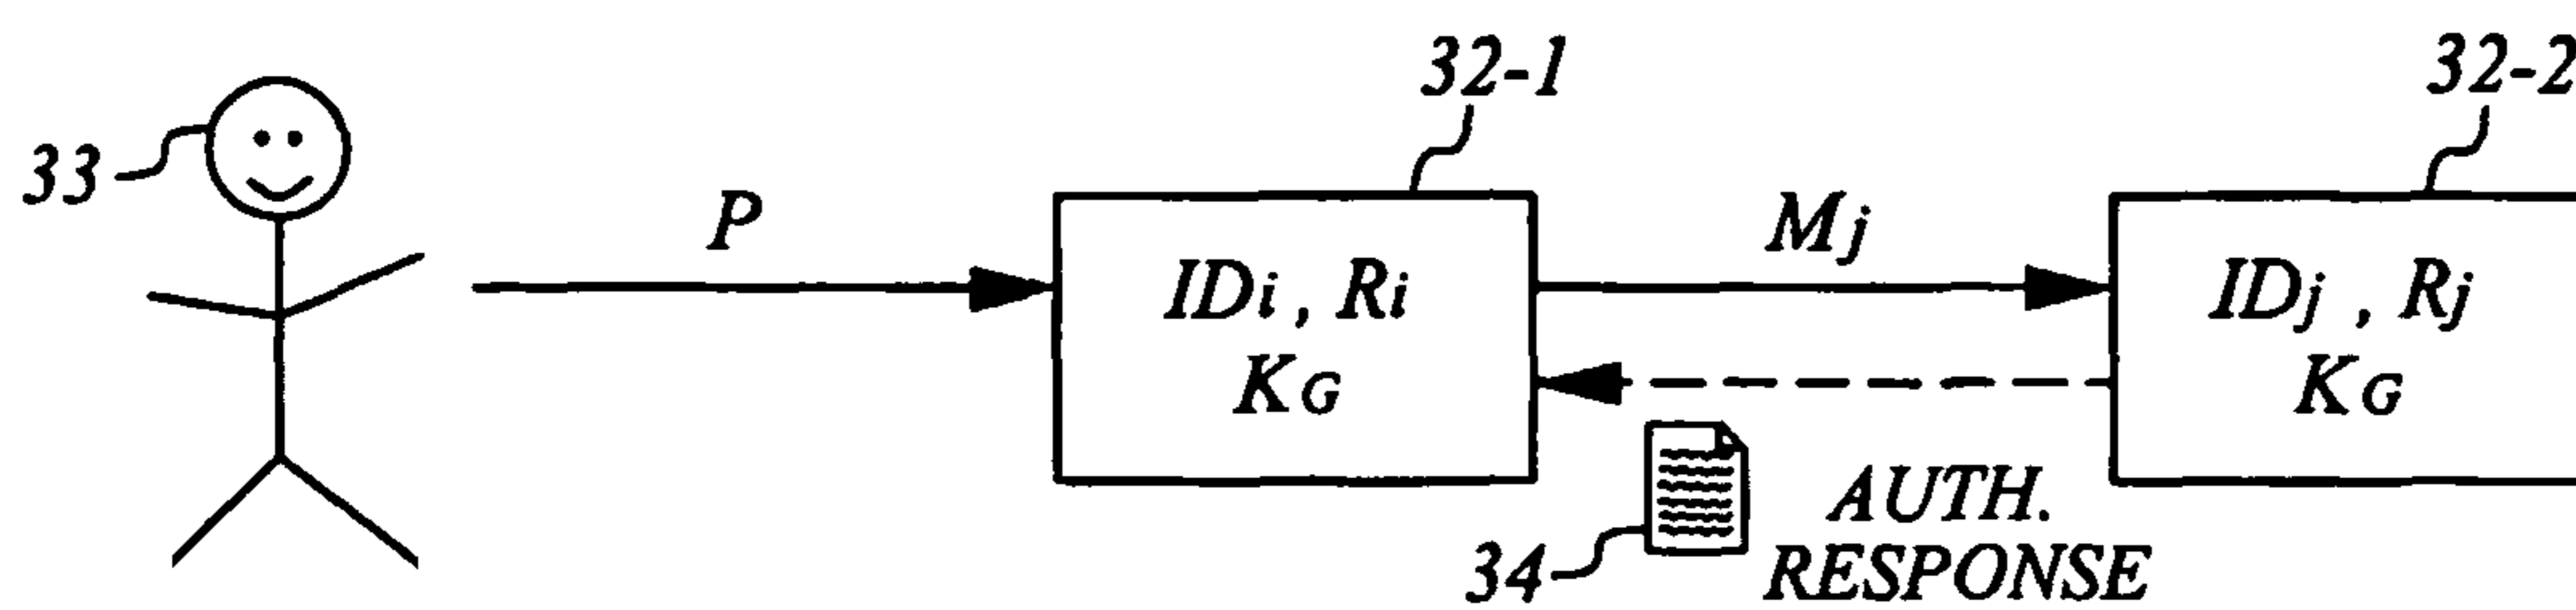 32-1
32-2
33
P
Mj
IDi , Ri
KG
IDj , Rj
KG
34
AUTH.
RESPONSE